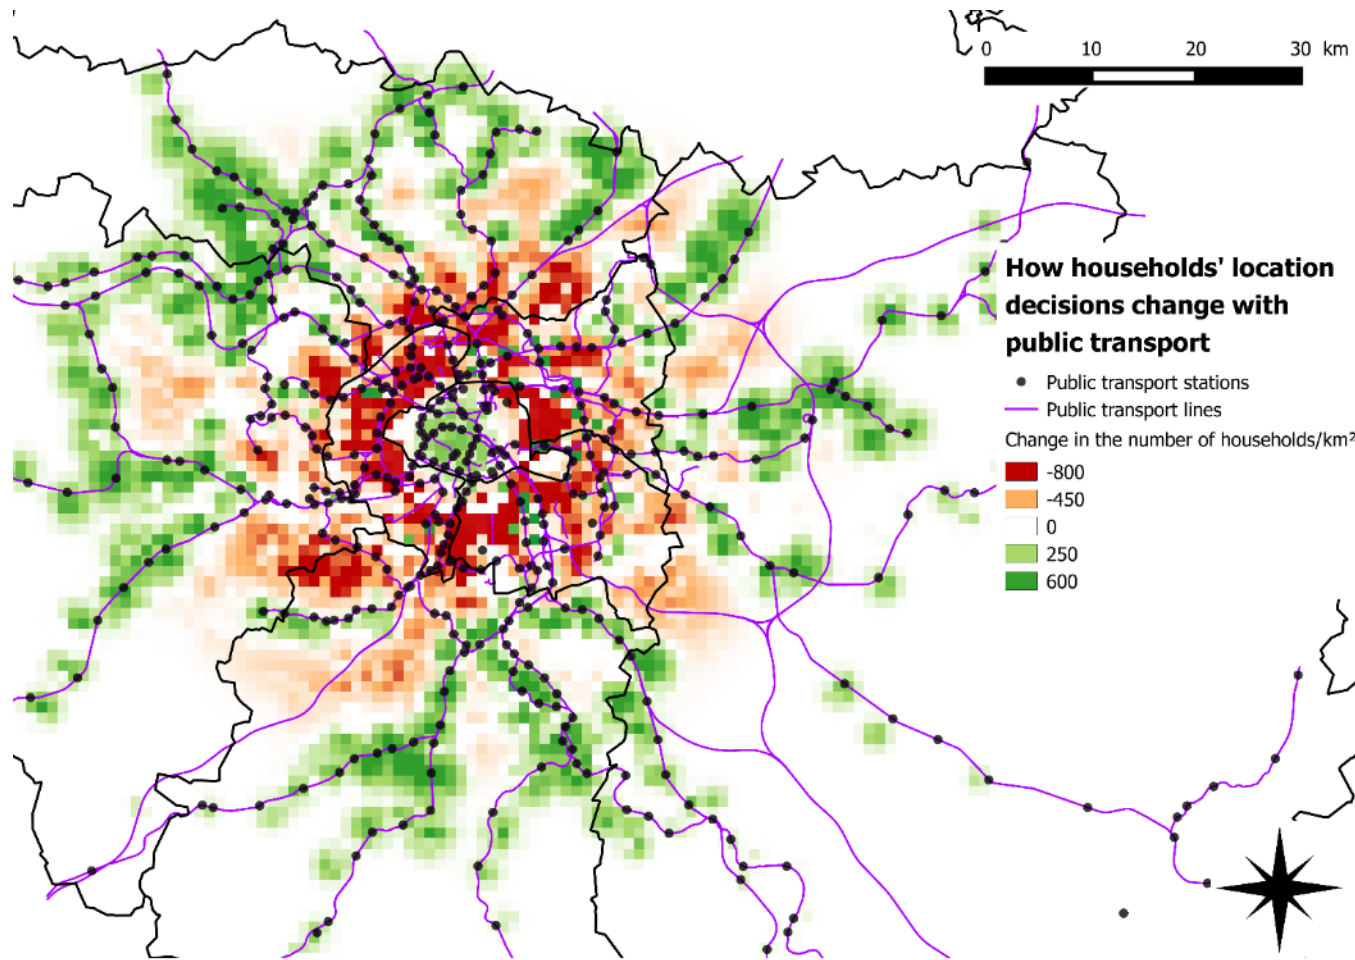 0 10 20 30 km
How households' location
decisions change with
public transport
Public transport stations
Public transport lines
Change in the number of households/km²
-800
-450
0
250
600